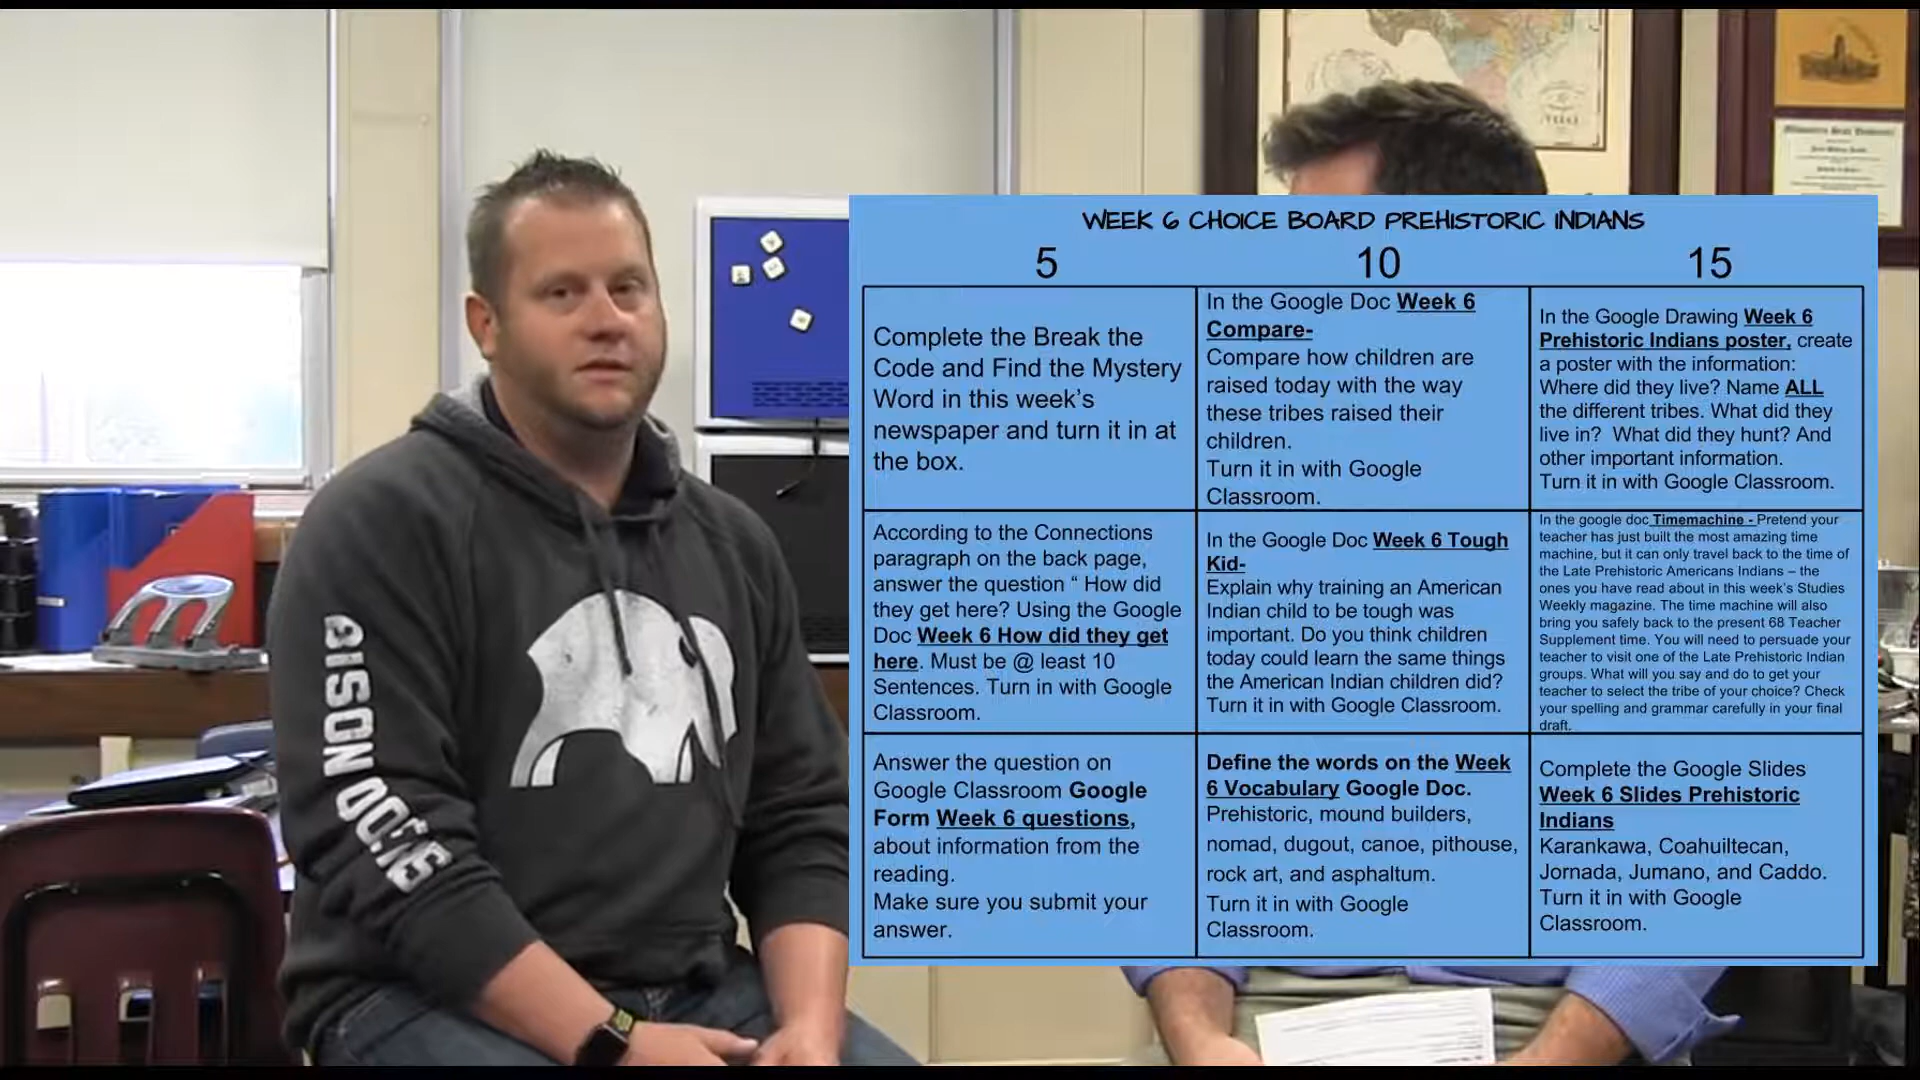 WEEK 6 CHOICE BOARD PREHISTORIC INDIANS
5
10
15
Complete the Break the
Code and Find the Mystery
Word in this week's
newspaper and turn it in at
the box.
In the Google Doc Week 6
Compare-
Compare how children are
raised today with the way
these tribes raised their
children.
Turn it in with Google
Classroom.
In the Google Drawing Week 6
Prehistoric Indians poster, create
a poster with the information:
Where did they live? Name ALL
the different tribes. What did they
live in? What did they hunt? And
other important information.
Turn it in with Google Classroom.
According to the Connections
paragraph on the back page,
answer the question “ How did
they get here? Using the Google
Doc Week 6 How did they get
here. Must be @ least 10
Sentences. Turn in with Google
Classroom.
In the Google Doc Week 6 Tough
Kid-
Explain why training an American
Indian child to be tough was
important. Do you think children
today could learn the same things
the American Indian children did?
Turn it in with Google Classroom.
In the google doc Timemachine - Pretend your
teacher has just built the most amazing time
machine, but it can only travel back to the time of
the Late Prehistoric Americans Indians – the
ones you have read about in this week's Studies
Weekly magazine. The time machine will also
bring you safely back to the present 68 Teacher
Supplement time. You will need to persuade your
teacher to visit one of the Late Prehistoric Indian
groups. What will you say and do to get your
teacher to select the tribe of your choice? Check
your spelling and grammar carefully in your final
draft.
Answer the question on
Google Classroom Google
Form Week 6 questions,
about information from the
reading.
Make sure you submit your
answer.
Define the words on the Week
6 Vocabulary Google Doc.
Prehistoric, mound builders,
nomad, dugout, canoe, pithouse,
rock art, and asphaltum.
Turn it in with Google
Classroom.
Complete the Google Slides
Week 6 Slides Prehistoric
Indians
Karankawa, Coahuiltecan,
Jornada, Jumano, and Caddo.
Turn it in with Google
Classroom.
BISON